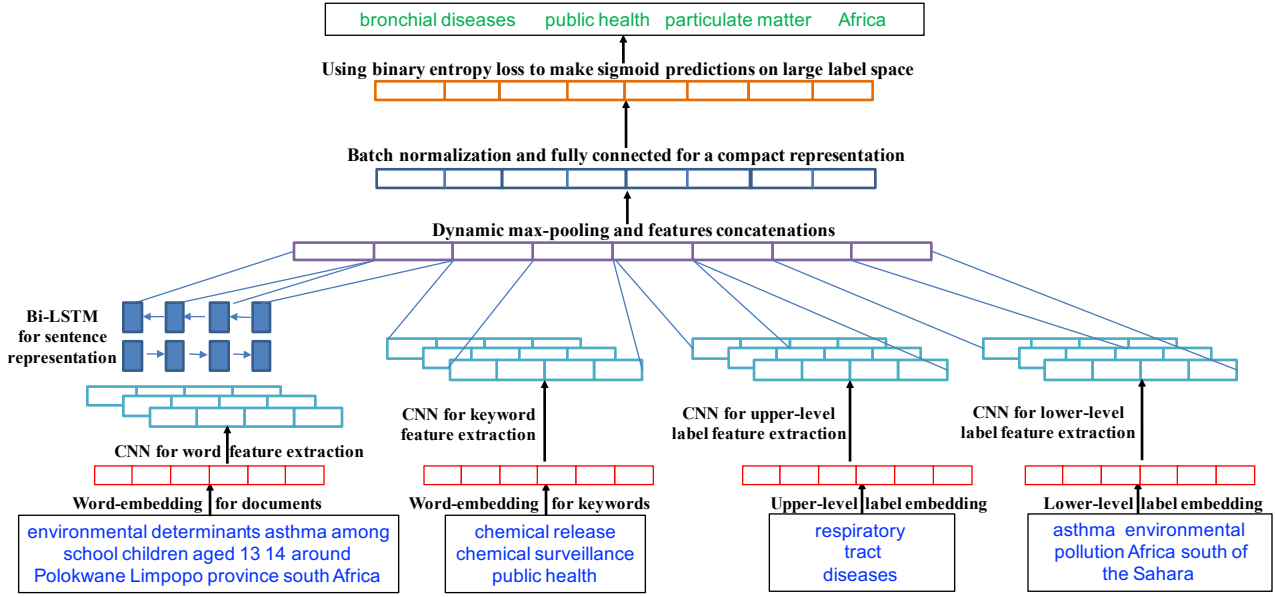 bronchial diseases public health particulate matter Africa
Using binary entropy loss to make sigmoid predictions on large label space
Batch normalization and fully connected for a compact representation
Dynamic max-pooling and features concatenations
Bi-LSTM
for sentence
representation
CNN for word feature extraction
Word-embedding for documents
environmental determinants asthma among
school children aged 13 14 around
Polokwane Limpopo province south Africa
CNN for keyword
feature extraction
Word-embedding for keywords
chemical release
chemical surveillance
public health
CNN for upper-level
label feature extraction
Upper-level label embedding
respiratory
tract
diseases
CNN for lower-level
label feature extraction
Lower-level label embedding
asthma environmental
pollution Africa south of
the Sahara